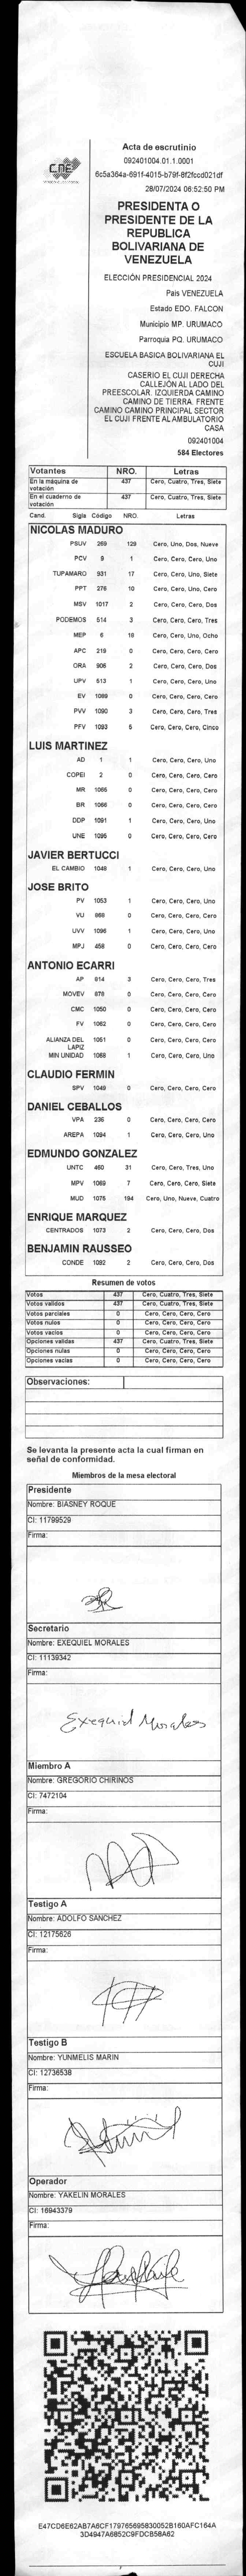 CNE
Acta de escrutinio
092401004.01.1.0001
6c5a364a-691f-4015-b79f-8f2fccd021df
28/07/2024 06:52:50 PM
PRESIDENTA O
PRESIDENTE DE LA
REPUBLICA
BOLIVARIANA DE
VENEZUELA
ELECCIÓN PRESIDENCIAL 2024
Pais VENEZUELA
Estado EDO. FALCON
Municipio MP. URUMACO
Parroquia PQ. URUMACO
ESCUELA BASICA BOLIVARIANA EL
CUJI
CASERIO EL CUJI DERECHA
CALLEJÓN AL LADO DEL
PREESCOLAR. IZQUIERDA CAMINO
CAMINO DE TIERRA. FRENTE
CAMINO CAMINO PRINCIPAL SECTOR
EL CUJI FRENTE AL AMBULATORIO
CASA
092401004
584 Electores
Votantes NRO. Letras
En la máquina de votación 437 Cero, Cuatro, Tres, Siete
En el cuaderno de votación 437 Cero, Cuatro, Tres, Siete
Cand. Sigla Código NRO. Letras
NICOLAS MADURO
PSUV 269 129 Cero, Uno, Dos, Nueve
PCV 9 1 Cero, Cero, Cero, Uno
TUPAMARO 931 17 Cero, Cero, Uno, Siete
PPT 276 10 Cero, Cero, Uno, Cero
MSV 1017 2 Cero, Cero, Cero, Dos
PODEMOS 514 3 Cero, Cero, Cero, Tres
MEP 6 18 Cero, Cero, Uno, Ocho
APC 219 0 Cero, Cero, Cero, Cero
ORA 906 2 Cero, Cero, Cero, Dos
UPV 513 1 Cero, Cero, Cero, Uno
EV 1089 0 Cero, Cero, Cero, Cero
PVV 1090 3 Cero, Cero, Cero, Tres
PFV 1093 5 Cero, Cero, Cero, Cinco
LUIS MARTINEZ
AD 1 1 Cero, Cero, Cero, Uno
COPEI 2 0 Cero, Cero, Cero, Cero
MR 1065 0 Cero, Cero, Cero, Cero
BR 1066 0 Cero, Cero, Cero, Cero
DDP 1091 1 Cero, Cero, Cero, Uno
UNE 1095 0 Cero, Cero, Cero, Cero
JAVIER BERTUCCI
EL CAMBIO 1048 1 Cero, Cero, Cero, Uno
JOSE BRITO
PV 1053 1 Cero, Cero, Cero, Uno
VU 868 0 Cero, Cero, Cero, Cero
UVV 1096 1 Cero, Cero, Cero, Uno
MPJ 458 0 Cero, Cero, Cero, Cero
ANTONIO ECARRI
AP 814 3 Cero, Cero, Cero, Tres
MOVEV 878 0 Cero, Cero, Cero, Cero
CMC 1050 0 Cero, Cero, Cero, Cero
FV 1062 0 Cero, Cero, Cero, Cero
ALIANZA DEL LAPIZ 1051 0 Cero, Cero, Cero, Cero
MIN UNIDAD 1068 1 Cero, Cero, Cero, Uno
CLAUDIO FERMIN
SPV 1049 0 Cero, Cero, Cero, Cero
DANIEL CEBALLOS
VPA 236 0 Cero, Cero, Cero, Cero
AREPA 1094 1 Cero, Cero, Cero, Uno
EDMUNDO GONZALEZ
UNTC 460 31 Cero, Cero, Tres, Uno
MPV 1069 7 Cero, Cero, Cero, Siete
MUD 1075 194 Cero, Uno, Nueve, Cuatro
ENRIQUE MARQUEZ
CENTRADOS 1073 2 Cero, Cero, Cero, Dos
BENJAMIN RAUSSEO
CONDE 1092 2 Cero, Cero, Cero, Dos
Resumen de votos
Votos 437 Cero, Cuatro, Tres, Siete
Votos validos 437 Cero, Cuatro, Tres, Siete
Votos parciales 0 Cero, Cero, Cero, Cero
Votos nulos 0 Cero, Cero, Cero, Cero
Votos vacios 0 Cero, Cero, Cero, Cero
Opciones validas 437 Cero, Cuatro, Tres, Siete
Opciones nulas 0 Cero, Cero, Cero, Cero
Opciones vacias 0 Cero, Cero, Cero, Cero
Observaciones:
Se levanta la presente acta la cual firman en
señal de conformidad.
Miembros de la mesa electoral
Presidente
Nombre: BIASNEY ROQUE
CI: 11799529
Firma:
Secretario
Nombre: EXEQUIEL MORALES
CI: 11139342
Firma:
Exequiel Morales
Miembro A
Nombre: GREGORIO CHIRINOS
CI: 7472104
Firma:
Testigo A
Nombre: ADOLFO SANCHEZ
CI: 12175626
Firma:
Testigo B
Nombre: YUNMELIS MARIN
CI: 12736538
Firma:
Operador
Nombre: YAKELIN MORALES
CI: 16943379
Firma:
E47CD6E62AB7A6CF179765695830052B160AFC164A
3D4947A6852C9FDCB58A62